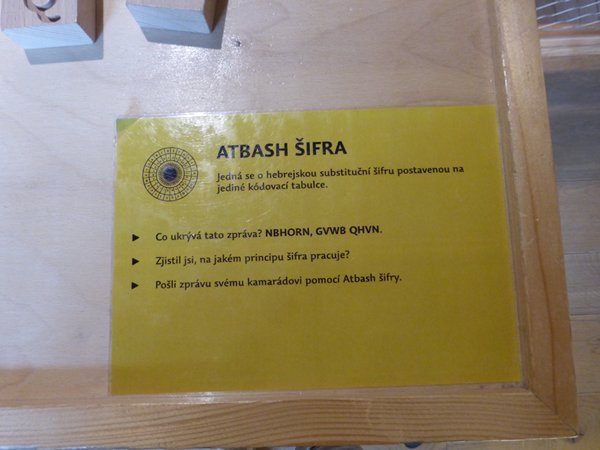 ATBASH ŠIFRA
Jedná se o hebrejskou substituční šifru postavenou na
jediné kódovací tabulce.
► Co ukrývá tato zpráva? NBHORN, GVWB QHVN.
► Zjistil jsi, na jakém principu šifra pracuje?
► Pošli zprávu svému kamarádovi pomocí Atbash šifry.